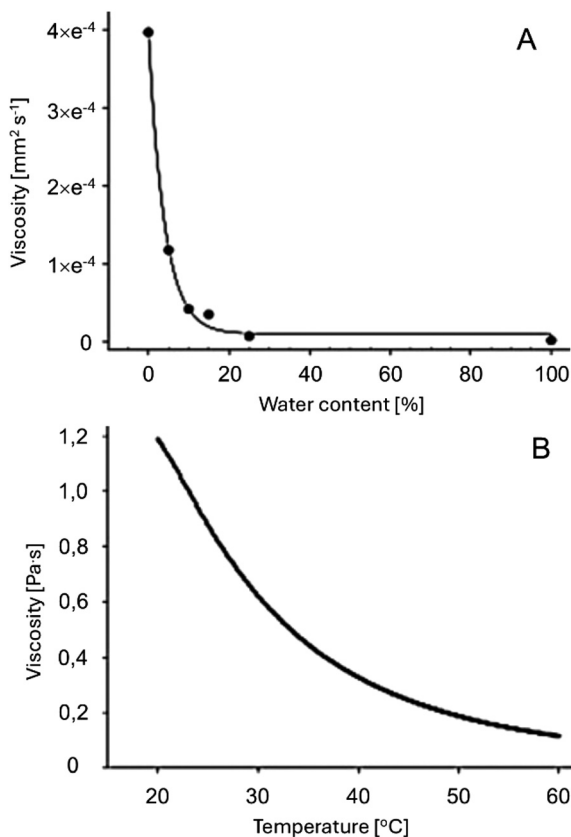 A
Viscosity [mm² s⁻¹]
4×e⁻⁴
3×e⁻⁴
2×e⁻⁴
1×e⁻⁴
0
0 20 40 60 80 100
Water content [%]
B
Viscosity [Pa·s]
1,2
1,0
0,8
0,6
0,4
0,2
0
20 30 40 50 60
Temperature [°C]